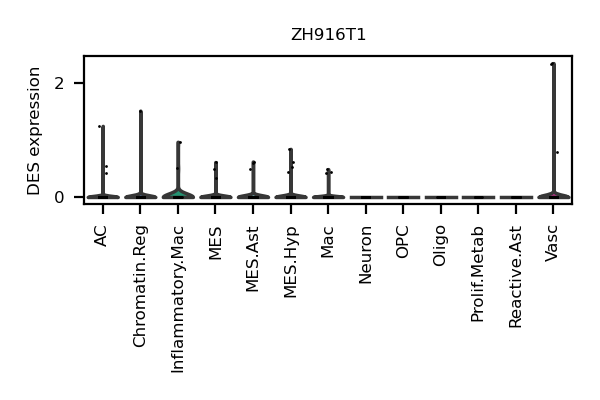 ZH916T1
DES expression
2
0
AC
Chromatin.Reg
Inflammatory.Mac
MES
MES.Ast
MES.Hyp
Mac
Neuron
OPC
Oligo
Prolif.Metab
Reactive.Ast
Vasc